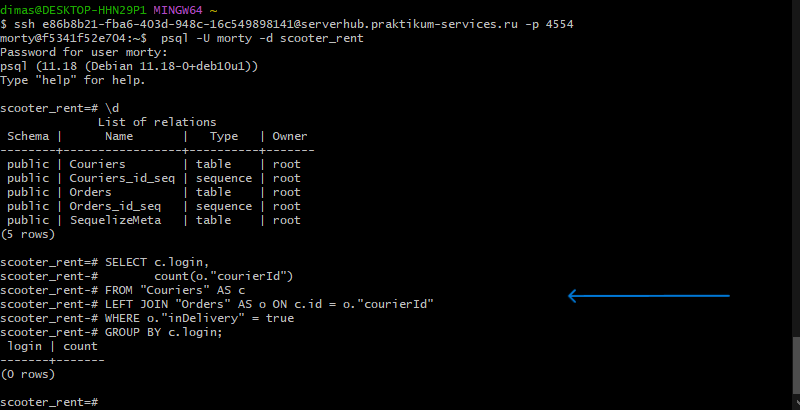 dimas@DESKTOP-HHN29P1 MINGW64 ~
$ ssh e86b8b21-fba6-403d-948c-16c549898141@serverhub.praktikum-services.ru -p 4554
morty@f5341f52e704:~$  psql -U morty -d scooter_rent
Password for user morty:
psql (11.18 (Debian 11.18-0+deb10u1))
Type "help" for help.

scooter_rent=# \d
              List of relations
 Schema |      Name       |   Type   | Owner
--------+-----------------+----------+-------
 public | Couriers        | table    | root
 public | Couriers_id_seq | sequence | root
 public | Orders          | table    | root
 public | Orders_id_seq   | sequence | root
 public | SequelizeMeta   | table    | root
(5 rows)

scooter_rent=# SELECT c.login,
scooter_rent-#        count(o."courierId")
scooter_rent-# FROM "Couriers" AS c
scooter_rent-# LEFT JOIN "Orders" AS o ON c.id = o."courierId"
scooter_rent-# WHERE o."inDelivery" = true
scooter_rent-# GROUP BY c.login;
 login | count
-------+-------
(0 rows)

scooter_rent=#